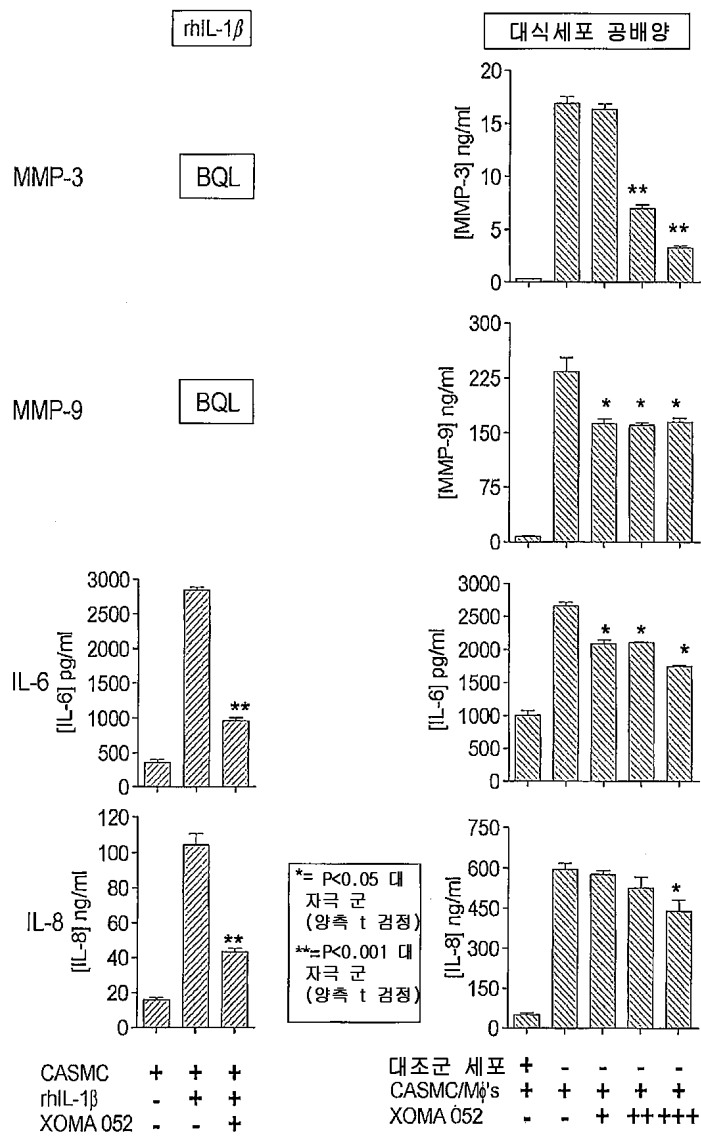 rhIL-1β
대식세포 공배양
MMP-3
BQL
[MMP-3] ng/ml
20
15
10
5
0
**
**
MMP-9
BQL
[MMP-9] ng/ml
300
225
150
75
0
* * *
IL-6
[IL-6] pg/ml
3000
2500
2000
1500
1000
500
0
**
[IL-6] pg/ml
3000
2500
2000
1500
1000
500
0
* * *
IL-8
[IL-8] ng/ml
120
100
80
60
40
20
0
**
*= P<0.05 대
자극 군
(양측 t 검정)
**=P<0.001 대
자극 군
(양측 t 검정)
[IL-8] ng/ml
750
600
450
300
150
0
*
CASMC + + +
rhIL-1β - + +
XOMA 052 - - +
대조군 세포 + - - - -
CASMC/Mϕ's + + + + +
XOMA 052 - - + ++ +++